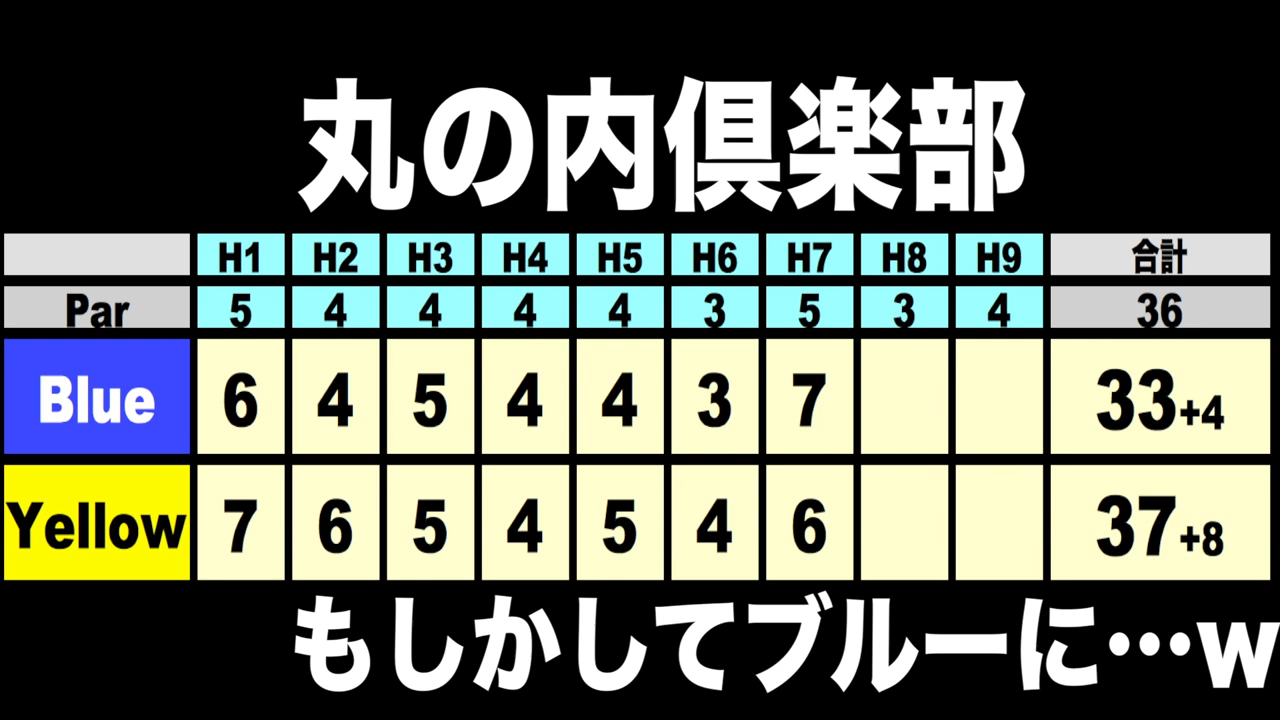 丸の内倶楽部
H1 H2 H3 H4 H5 H6 H7 H8 H9 合計
Par 5 4 4 4 4 3 5 3 4 36
Blue 6 4 5 4 4 3 7 33+4
Yellow 7 6 5 4 5 4 6 37+8
もしかしてブルーに…w